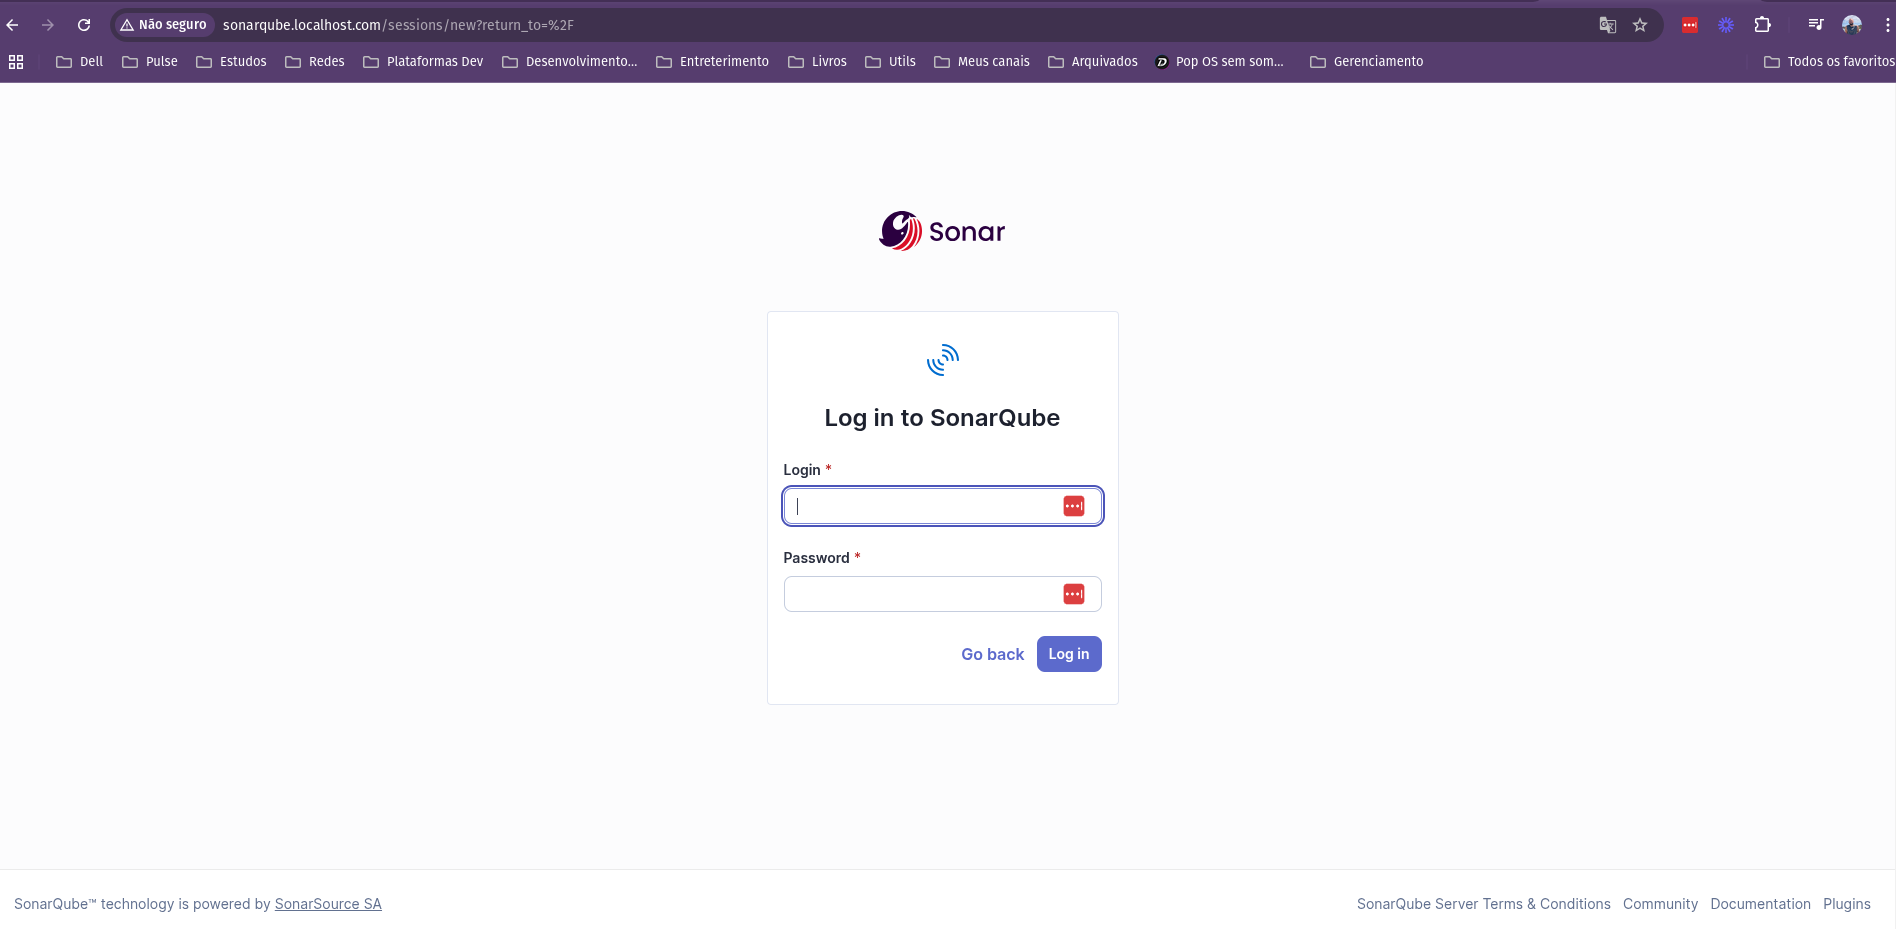 Não seguro sonarqube.localhost.com/sessions/new?return_to=%2F
Dell Pulse Estudos Redes Plataformas Dev Desenvolvimento... Entreterimento Livros Utils Meus canais Arquivados Pop OS sem som... Gerenciamento Todos os favoritos
Sonar
Log in to SonarQube
Login *
Password *
Go back Log in
SonarQube™ technology is powered by SonarSource SA SonarQube Server Terms & Conditions Community Documentation Plugins